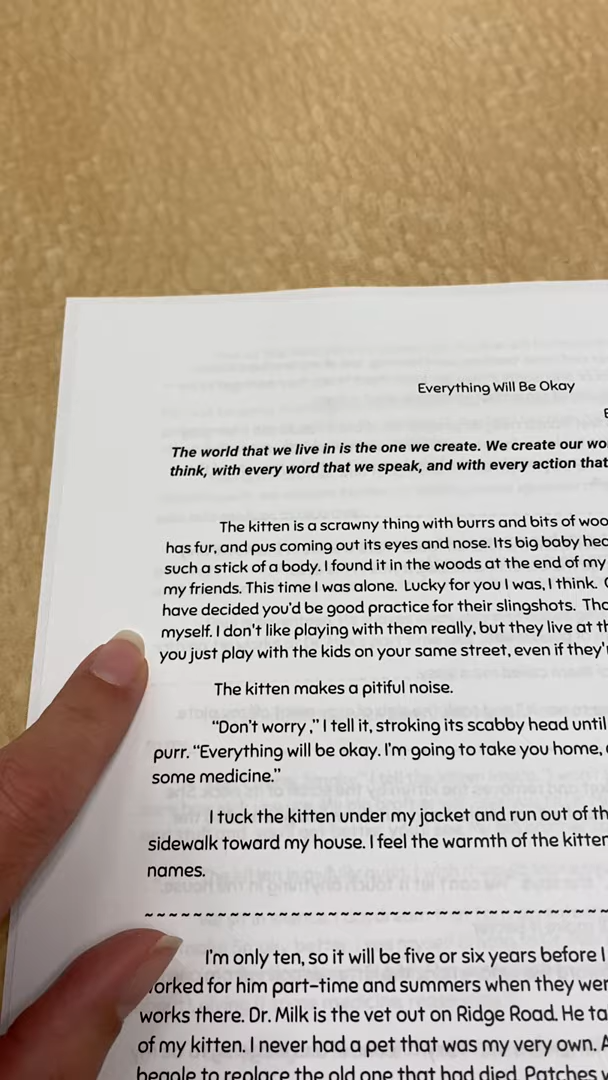 Everything Will Be Okay
The world that we live in is the one we create. We create our
think, with every word that we speak, and with every action that
The kitten is a scrawny thing with burrs and bits of
has fur, and pus coming out its eyes and nose. Its big baby
such a stick of a body. I found it in the woods at the end of my
my friends. This time I was alone. Lucky for you I was, I think.
have decided you'd be good practice for their slingshots.
myself. I don't like playing with them really, but they live at
you just play with the kids on your same street, even if
The kitten makes a pitiful noise.
“Don't worry ,” I tell it, stroking its scabby head until
purr. “Everything will be okay. I'm going to take you home,
some medicine.”
I tuck the kitten under my jacket and run out of
sidewalk toward my house. I feel the warmth of the kitten
names.
~~~~~~~~~~~~~~~~~~~~~~~~~~~~~~~~~~~~
I'm only ten, so it will be five or six years before I
worked for him part-time and summers when they
works there. Dr. Milk is the vet out on Ridge Road. He
of my kitten. I never had a pet that was my very own.
beagle to replace the old one that had died. Patches